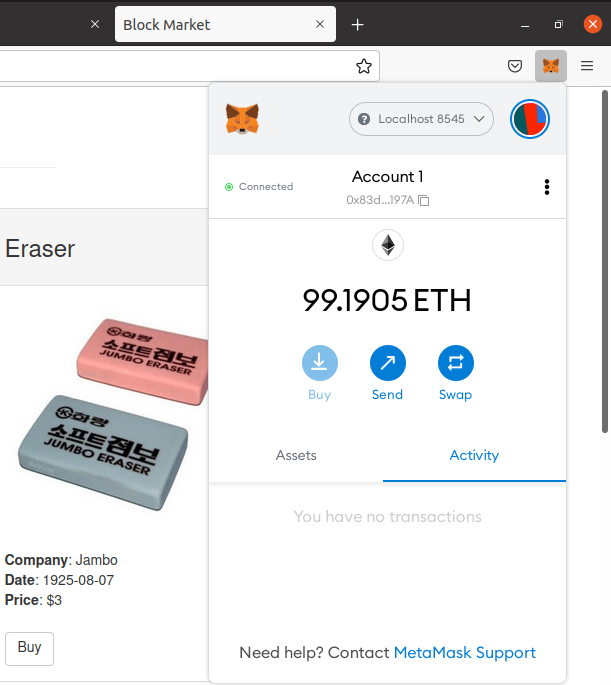 Block Market
Localhost 8545
Connected
Account 1
0x83d...197A
99.1905 ETH
Buy
Send
Swap
Assets
Activity
You have no transactions
Need help? Contact MetaMask Support
Eraser
화랑
소프트점보
JUMBO ERASER
화랑
소프트점보
JUMBO ERASER
Company: Jambo
Date: 1925-08-07
Price: $3
Buy